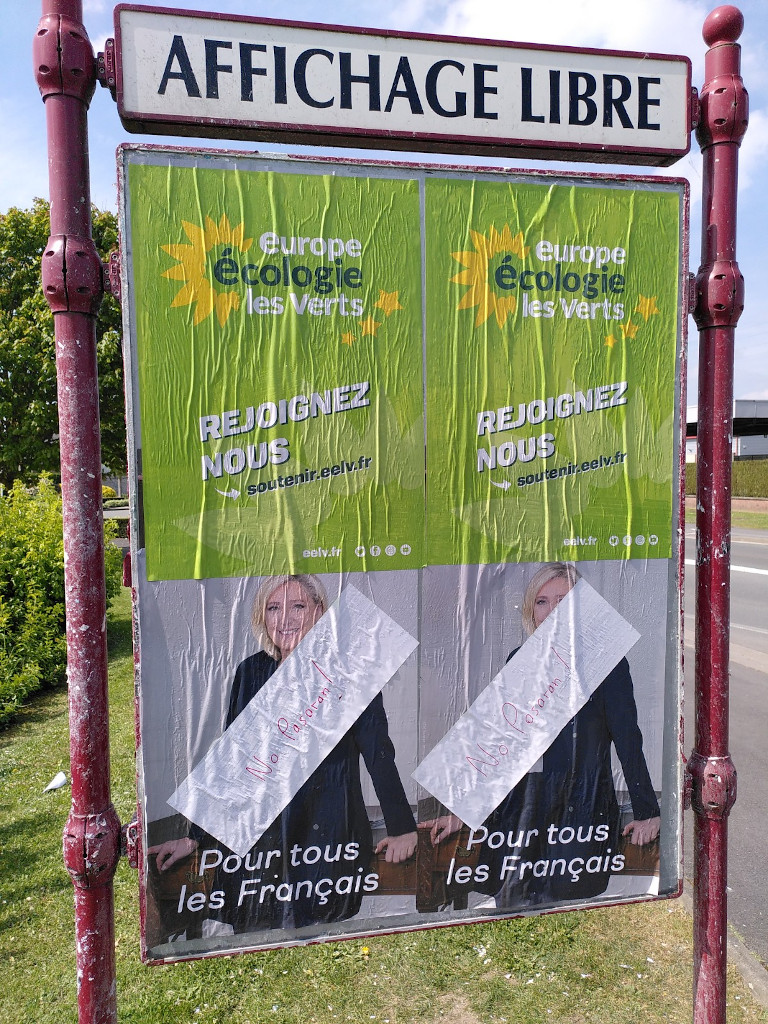 AFFICHAGE LIBRE
europe
écologie
les Verts
REJOIGNEZ
NOUS
soutenir.eelv.fr
eelv.fr
europe
écologie
les Verts
REJOIGNEZ
NOUS
soutenir.eelv.fr
eelv.fr
No Pasaran!
Pour tous
les Français
No Pasaran!
Pour tous
les Français